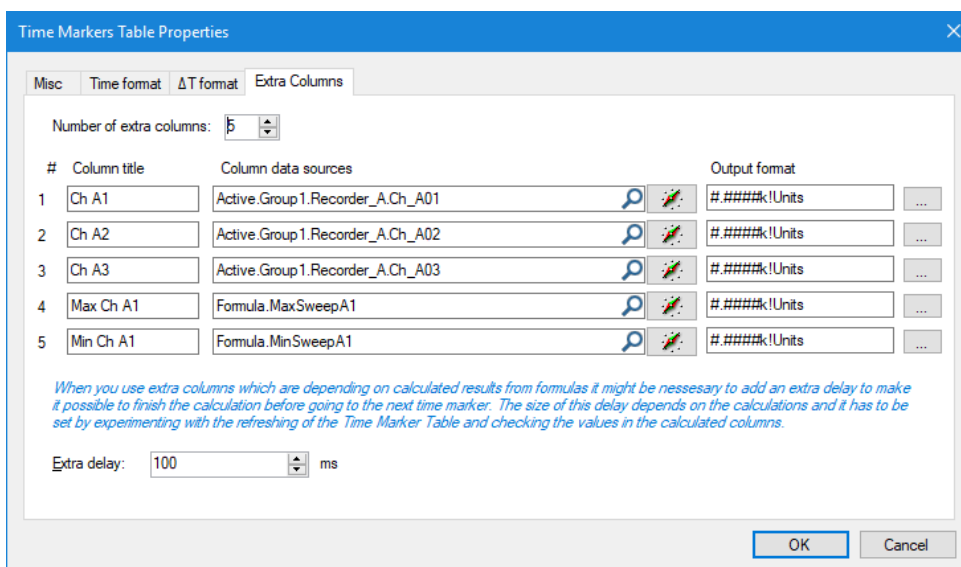 Time Markers Table Properties
Misc Time format ΔT format Extra Columns
Number of extra columns: 5
# Column title Column data sources Output format
1 Ch A1 Active.Group1.Recorder_A.Ch_A01 #.####k!Units ...
2 Ch A2 Active.Group1.Recorder_A.Ch_A02 #.####k!Units ...
3 Ch A3 Active.Group1.Recorder_A.Ch_A03 #.####k!Units ...
4 Max Ch A1 Formula.MaxSweepA1 #.####k!Units ...
5 Min Ch A1 Formula.MinSweepA1 #.####k!Units ...
When you use extra columns which are depending on calculated results from formulas it might be nessesary to add an extra delay to make
it possible to finish the calculation before going to the next time marker. The size of this delay depends on the calculations and it has to be
set by experimenting with the refreshing of the Time Marker Table and checking the values in the calculated columns.
Extra delay: 100 ms
OK Cancel